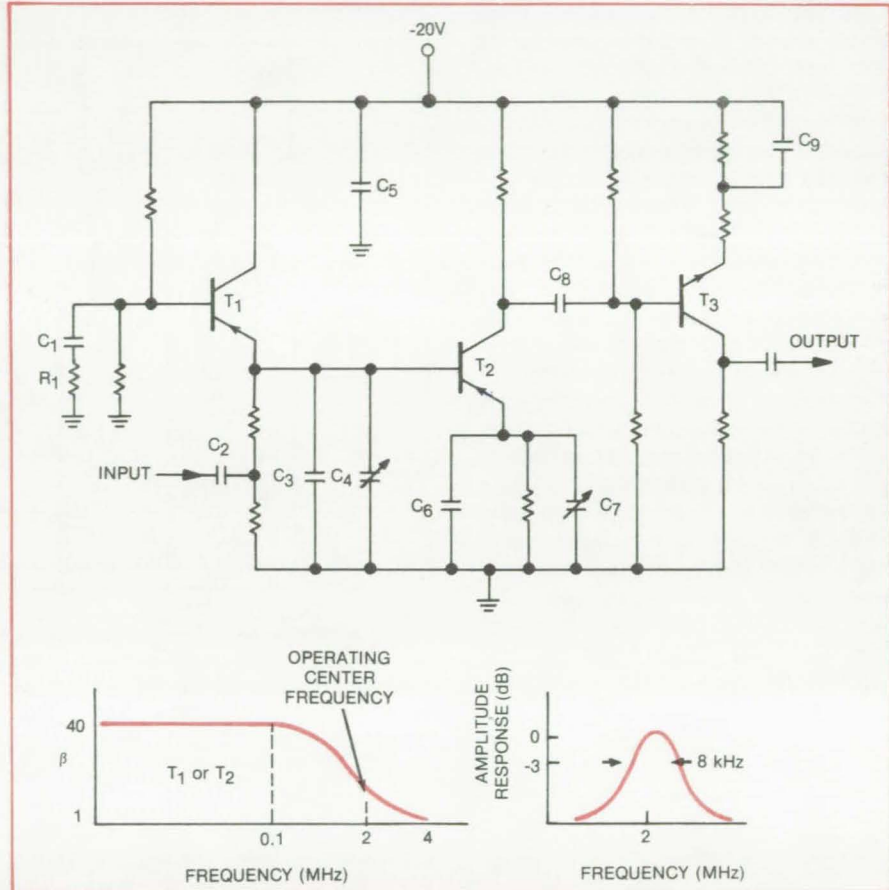 -20V
C9
C5
T1
C8
T3
C1
R1
T2
OUTPUT
C2
INPUT
C3
C4
C6
C7
OPERATING
CENTER
FREQUENCY
AMPLITUDE
RESPONSE (dB)
40
β
1
T1 or T2
0.1
2
4
FREQUENCY (MHz)
0
-3
8 kHz
2
FREQUENCY (MHz)